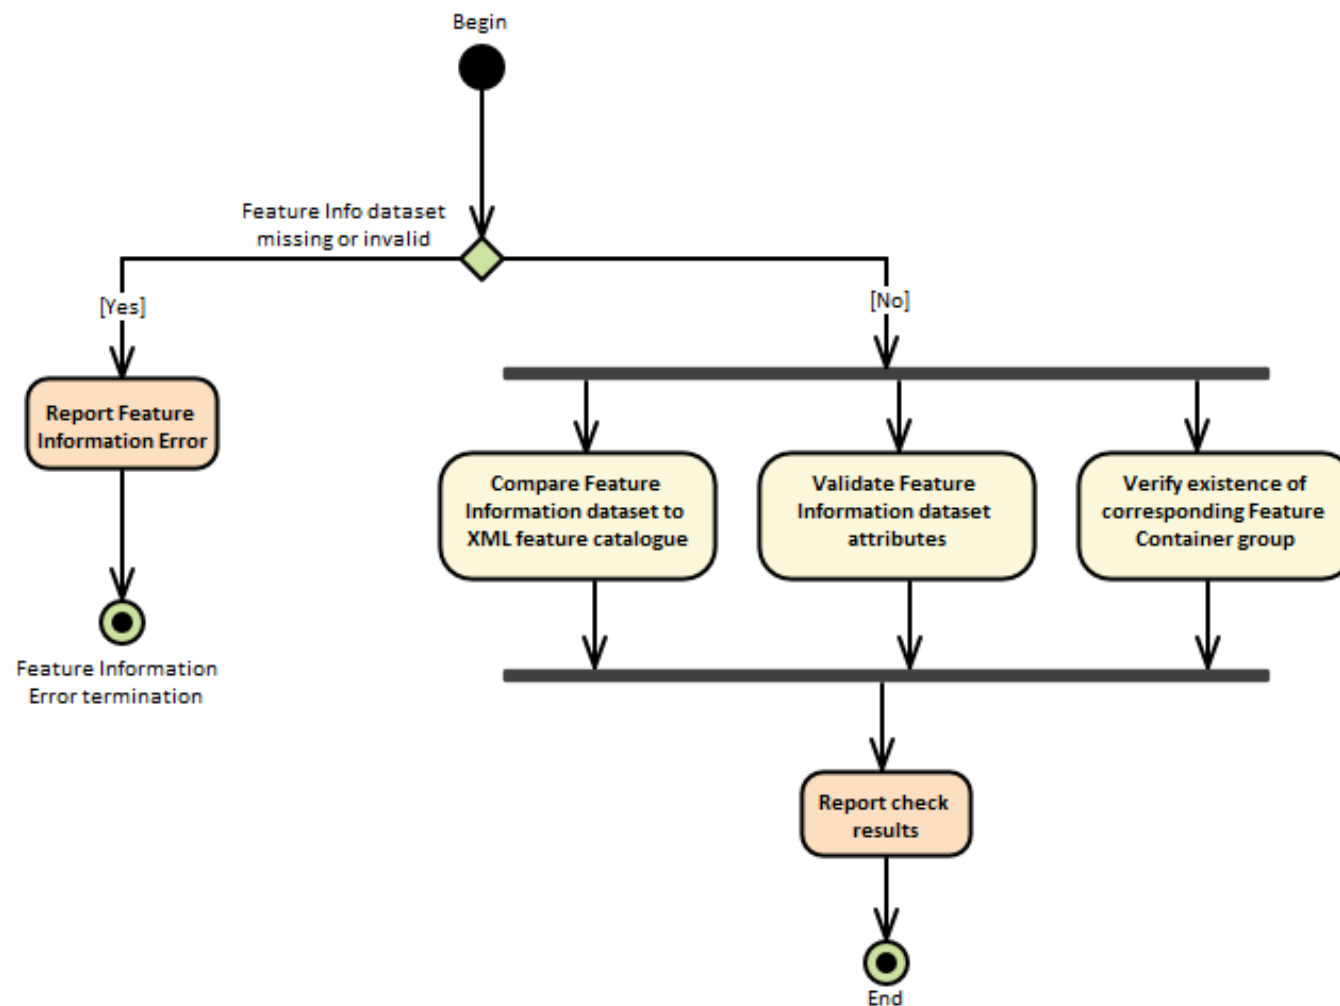 Begin
Feature Info dataset
missing or invalid
[Yes]
[No]
Report Feature
Information Error
Compare Feature
Information dataset to
XML feature catalogue
Validate Feature
Information dataset
attributes
Verify existence of
corresponding Feature
Container group
Feature Information
Error termination
Report check
results
End